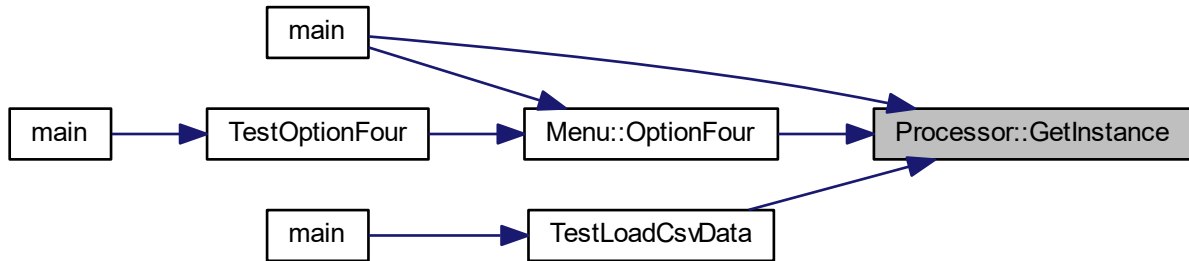 main
main
TestOptionFour
Menu::OptionFour
Processor::GetInstance
main
TestLoadCsvData